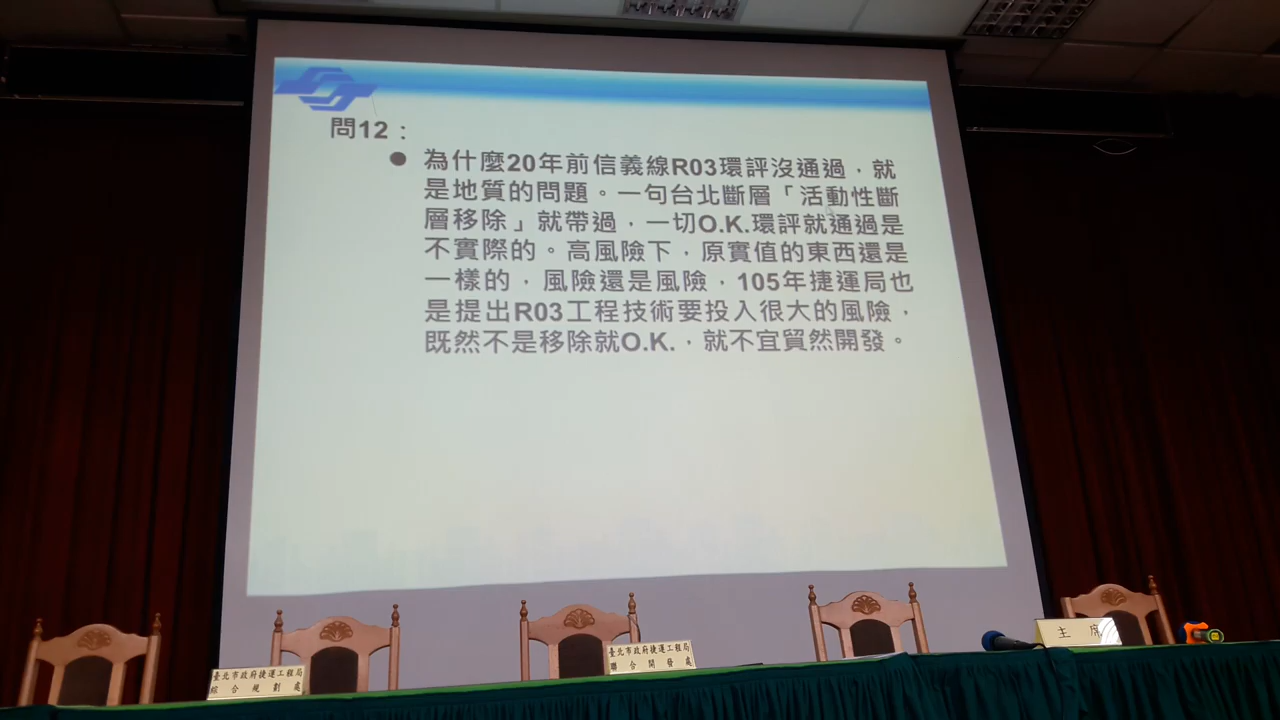 問12：
● 為什麼20年前信義線R03環評沒通過，就
是地質的問題。一句台北斷層「活動性斷
層移除」就帶過，一切O.K.環評就通過是
不實際的。高風險下，原實值的東西還是
一樣的，風險還是風險，105年捷運局也
是提出R03工程技術要投入很大的風險，
既然不是移除就O.K.，就不宜貿然開發。
臺北市政府捷運工程局
綜合規劃處
臺北市政府捷運工程局
聯合開發處
主席